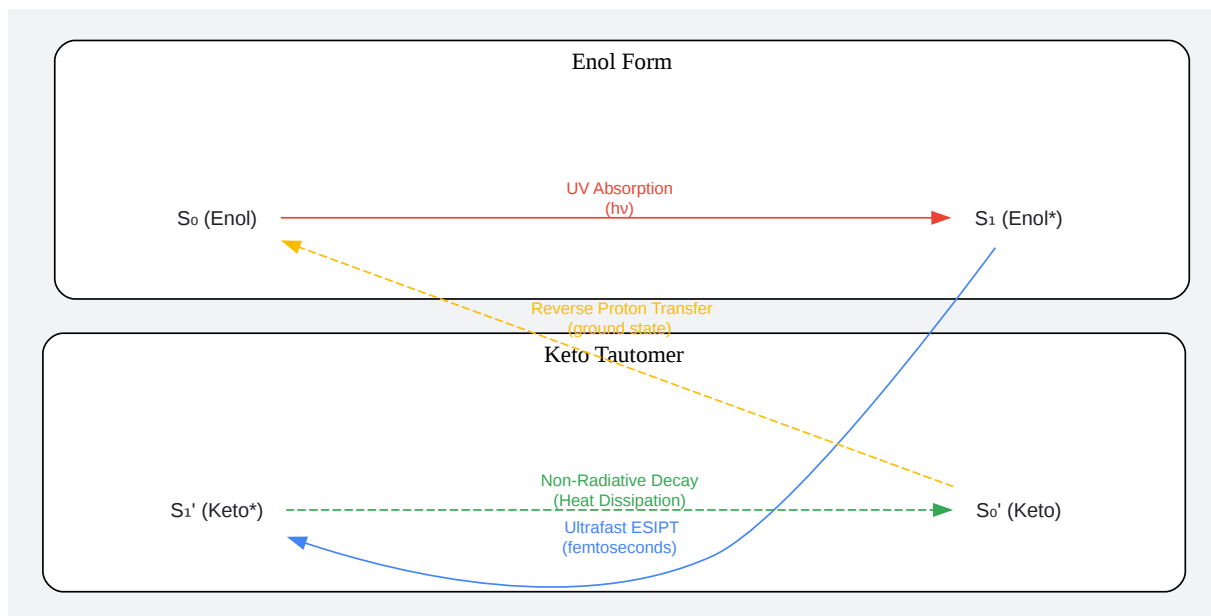 Enol Form
UV Absorption
(hν)
S₀ (Enol)
S₁ (Enol*)
Reverse Proton Transfer
(ground state)
Keto Tautomer
Non-Radiative Decay
(Heat Dissipation)
S₁' (Keto*)
S₀' (Keto)
Ultrafast ESIPT
(femtoseconds)